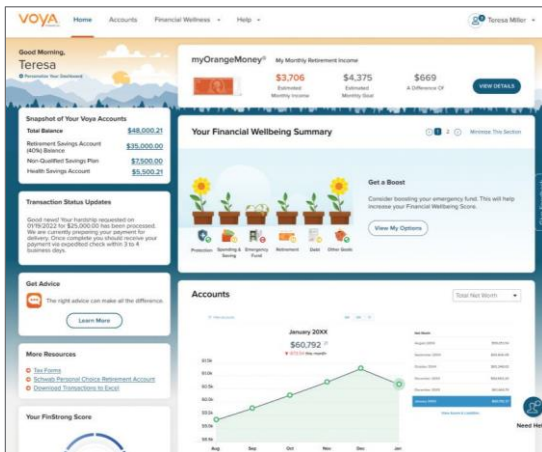 VOYA
FINANCIAL
Home
Accounts
Financial Wellness
Help
Teresa Miller
Good Morning,
Teresa
Personalize Your Dashboard
myOrangeMoney®
My Monthly Retirement Income
$3,706
Estimated
Monthly Income
$4,375
Estimated
Monthly Goal
$669
A Difference Of
VIEW DETAILS
Snapshot of Your Voya Accounts
Total Balance $48,000.21
Retirement Savings Account $35,000.00
(40%) Balance
Non-Qualified Savings Plan $7,500.00
Health Savings Account $5,500.21
Your Financial Wellbeing Summary
1 2
Minimize This Section
Protection
Spending &
Saving
Emergency
Fund
Retirement
Debt
Other Goals
Get a Boost
Consider boosting your emergency fund. This will help
increase your Financial Wellbeing Score.
View My Options
Transaction Status Updates
Good news! Your hardship requested on
01/19/2022 for $25,000.00 has been processed.
We are currently preparing your payment for
delivery. Once complete you should receive your
payment via expedited check within 3 to 4
business days.
Get Advice
The right advice can make all the difference.
Learn More
More Resources
Tax Forms
Schwab Personal Choice Retirement Account
Download Transactions to Excel
Your FinStrong Score
Accounts
Total Net Worth
January 20XX
$60,792
this month
Aug
Sep
Oct
Nov
Dec
Jan
Net Worth
Need Hel